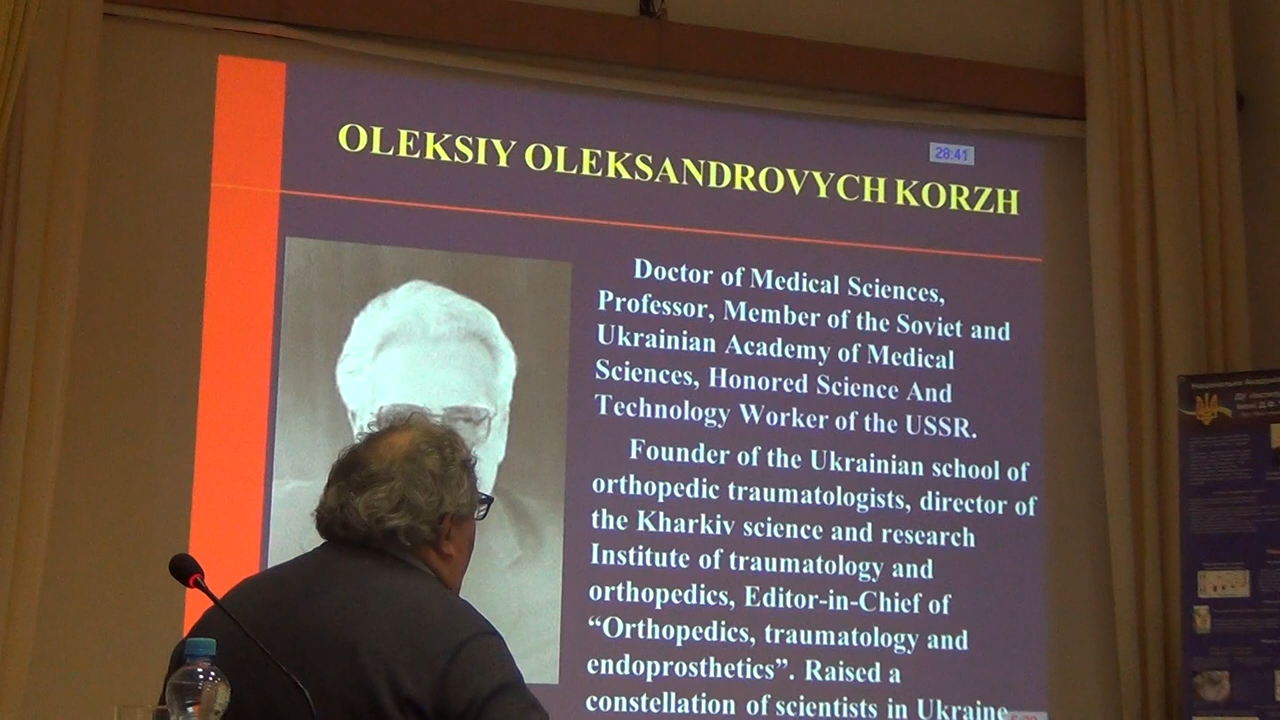 OLEKSIY OLEKSANDROVYCH KORZH
28:41
Doctor of Medical Sciences,
Professor, Member of the Soviet and
Ukrainian Academy of Medical
Sciences, Honored Science And
Technology Worker of the USSR.
Founder of the Ukrainian school of
orthopedic traumatologists, director of
the Kharkiv science and research
Institute of traumatology and
orthopedics, Editor-in-Chief of
“Orthopedics, traumatology and
endoprosthetics”. Raised a
constellation of scientists in Ukraine
Національна